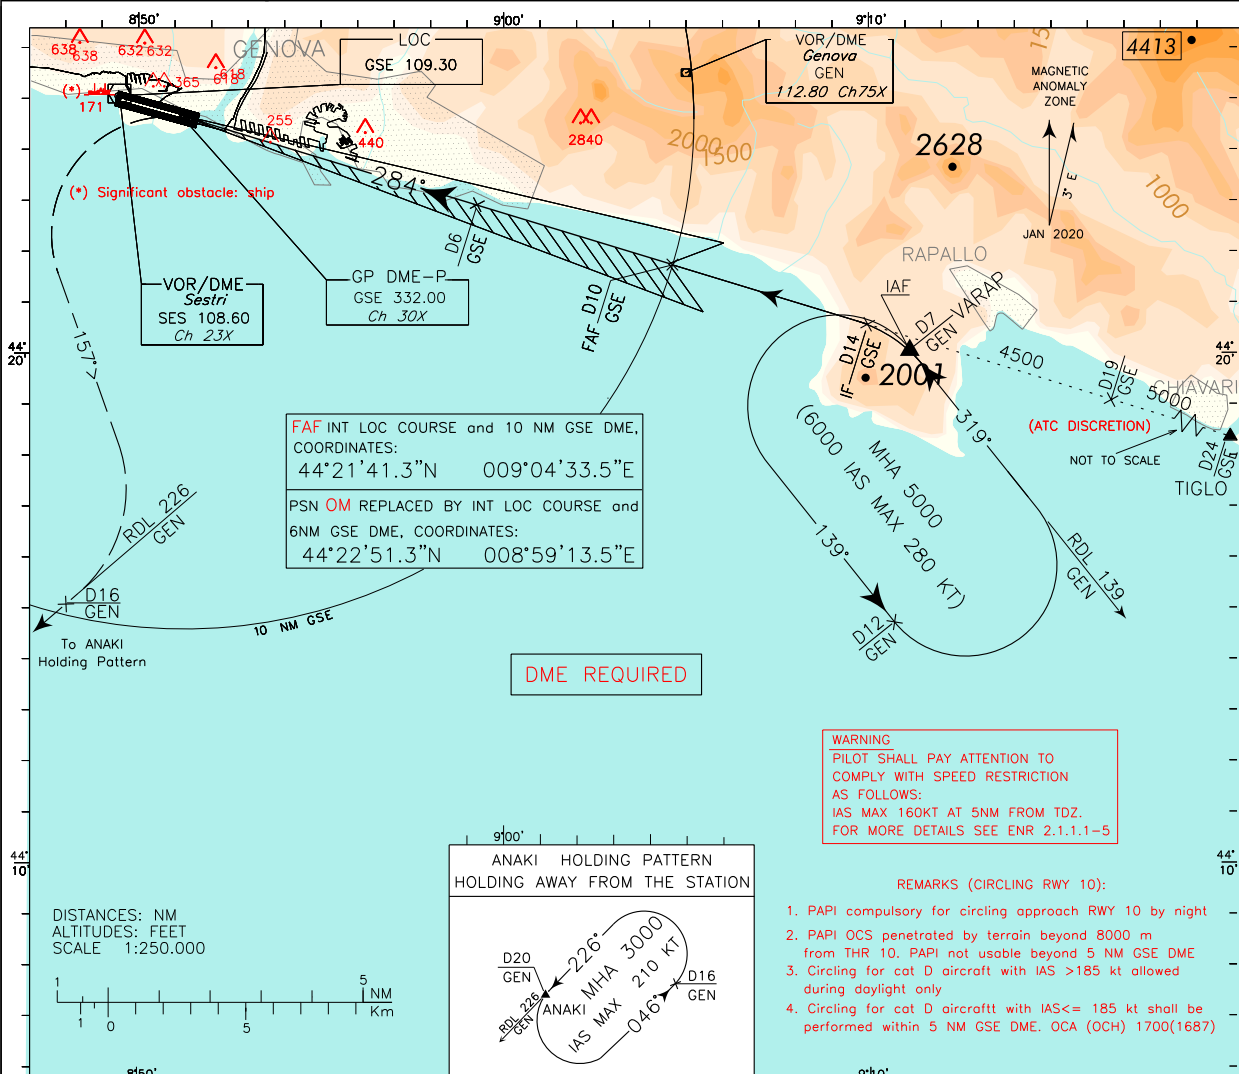 8°50'
9°00'
9°10'
638
638
632
632
618
618
365
GENOVA
LOC
GSE 109.30
VOR/DME
Genova
GEN
112.80 Ch75X
4413
MAGNETIC
ANOMALY
ZONE
3° E
JAN 2020
(*)
171
255
440
2840
2000
1500
2628
1000
(*) Significant obstacle: ship
284°
D6
GSE
VOR/DME
Sestri
SES 108.60
Ch 23X
GP DME-P
GSE 332.00
Ch 30X
FAF
D10
GSE
RAPALLO
IAF
D7
GEN
VARAP
IF
D14
GSE
2001
4500
D19
GSE
5000
CHIAVARI
(ATC DISCRETION)
NOT TO SCALE
D24
GSE
TIGLO
44°
20'
44°
20'
157°
319°
139°
MHA 5000
(6000 IAS MAX 280 KT)
RDL 139
GEN
D12
GEN
FAF INT LOC COURSE and 10 NM GSE DME,
COORDINATES:
44°21'41.3"N 009°04'33.5"E
PSN OM REPLACED BY INT LOC COURSE and
6NM GSE DME, COORDINATES:
44°22'51.3"N 008°59'13.5"E
RDL 226
GEN
D16
GEN
To ANAKI
Holding Pattern
10 NM GSE
DME REQUIRED
WARNING
PILOT SHALL PAY ATTENTION TO
COMPLY WITH SPEED RESTRICTION
AS FOLLOWS:
IAS MAX 160KT AT 5NM FROM TDZ.
FOR MORE DETAILS SEE ENR 2.1.1.1-5
44°
10'
44°
10'
9°00'
ANAKI HOLDING PATTERN
HOLDING AWAY FROM THE STATION
226°
MHA 3000
IAS MAX 210 KT
046°
D20
GEN
ANAKI
RDL 226
GEN
D16
GEN
REMARKS (CIRCLING RWY 10):
1. PAPI compulsory for circling approach RWY 10 by night
2. PAPI OCS penetrated by terrain beyond 8000 m
from THR 10. PAPI not usable beyond 5 NM GSE DME
3. Circling for cat D aircraft with IAS >185 kt allowed
during daylight only
4. Circling for cat D aircraftt with IAS<= 185 kt shall be
performed within 5 NM GSE DME. OCA (OCH) 1700(1687)
DISTANCES: NM
ALTITUDES: FEET
SCALE 1:250.000
1
5
NM
Km
1
0
5
8°50'
9°10'